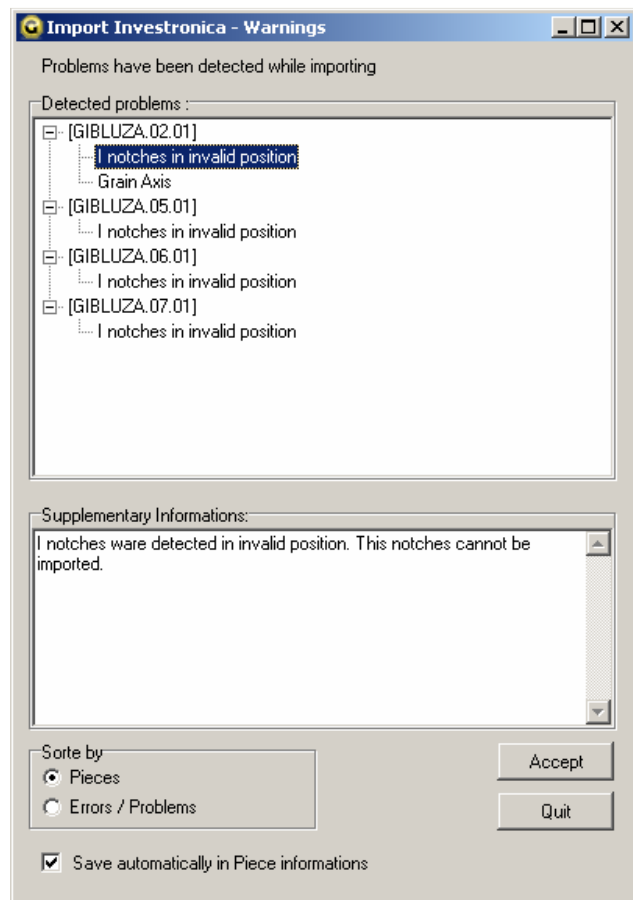 Import Investronica - Warnings
Problems have been detected while importing
Detected problems :
[GIBLUZA.02.01]
I notches in invalid position
Grain Axis
[GIBLUZA.05.01]
I notches in invalid position
[GIBLUZA.06.01]
I notches in invalid position
[GIBLUZA.07.01]
I notches in invalid position
Supplementary Informations:
I notches ware detected in invalid position. This notches cannot be
imported.
Sorte by
Pieces
Errors / Problems
Accept
Quit
Save automatically in Piece informations